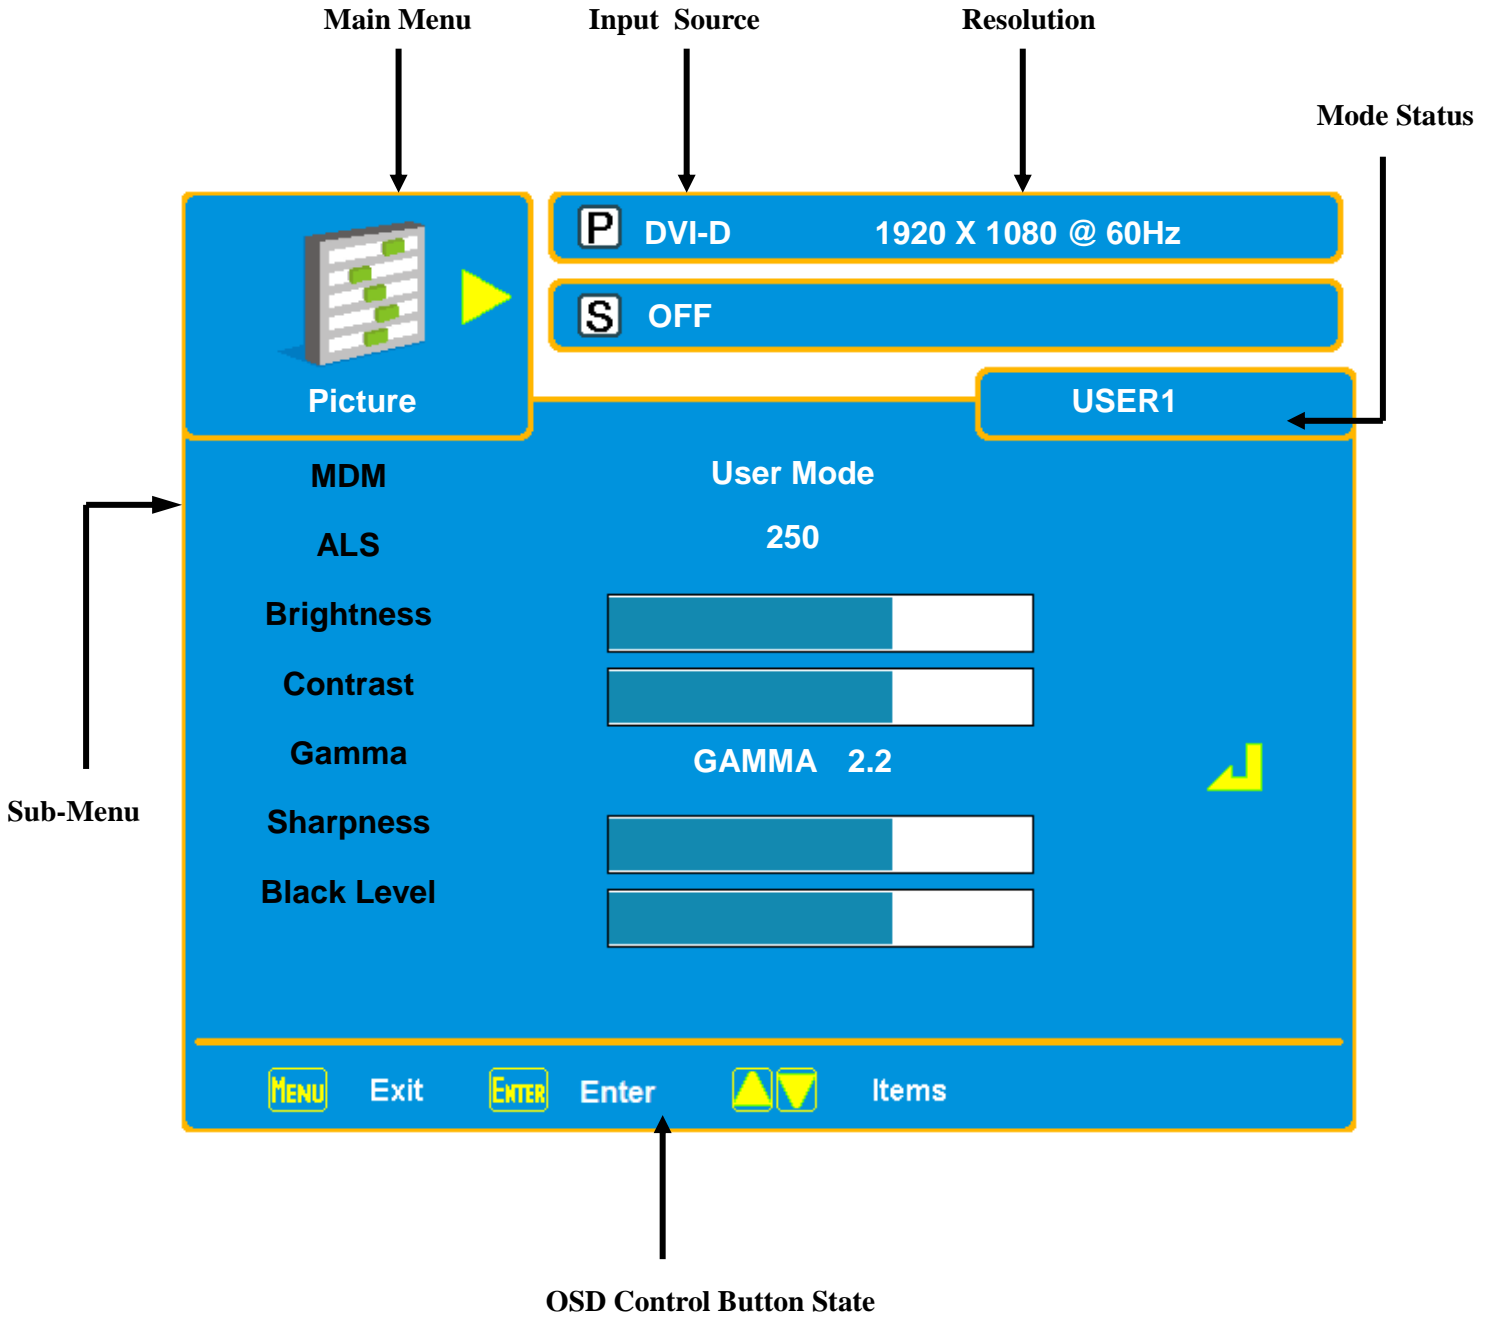 Main Menu
Input Source
Resolution
Mode Status
P DVI-D 1920 X 1080 @ 60Hz
S OFF
Picture
USER1
MDM User Mode
ALS 250
Brightness
Contrast
Gamma GAMMA 2.2
Sub-Menu
Sharpness
Black Level
MENU Exit ENTER Enter Items
OSD Control Button State